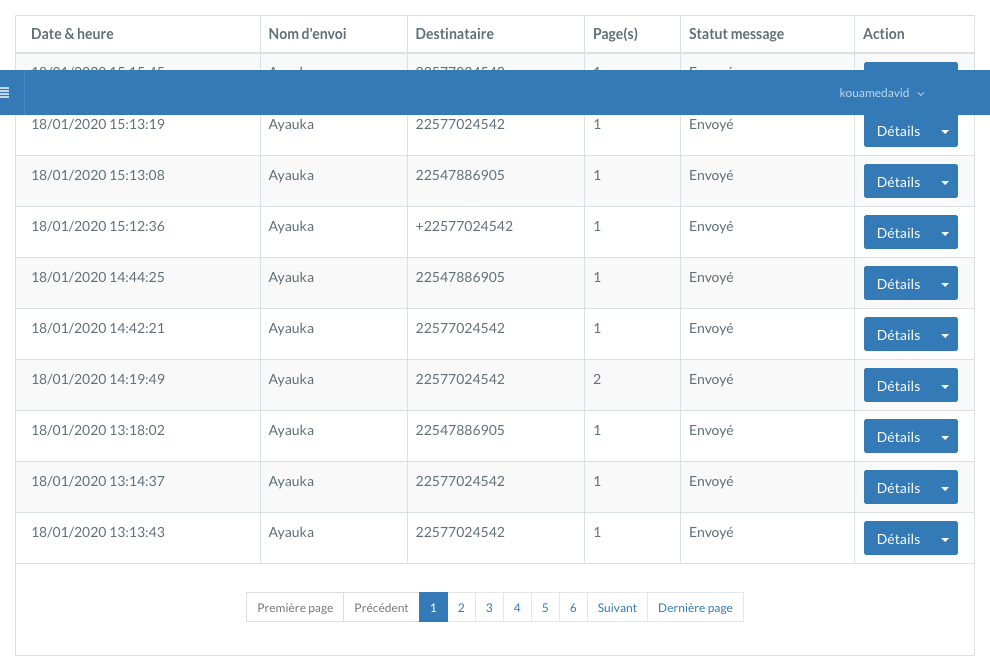 Date & heure Nom d'envoi Destinataire Page(s) Statut message Action
kouamedavid
18/01/2020 15:13:19 Ayauka 22577024542 1 Envoyé Détails
18/01/2020 15:13:08 Ayauka 22547886905 1 Envoyé Détails
18/01/2020 15:12:36 Ayauka +22577024542 1 Envoyé Détails
18/01/2020 14:44:25 Ayauka 22547886905 1 Envoyé Détails
18/01/2020 14:42:21 Ayauka 22577024542 1 Envoyé Détails
18/01/2020 14:19:49 Ayauka 22577024542 2 Envoyé Détails
18/01/2020 13:18:02 Ayauka 22547886905 1 Envoyé Détails
18/01/2020 13:14:37 Ayauka 22577024542 1 Envoyé Détails
18/01/2020 13:13:43 Ayauka 22577024542 1 Envoyé Détails
Première page Précédent 1 2 3 4 5 6 Suivant Dernière page